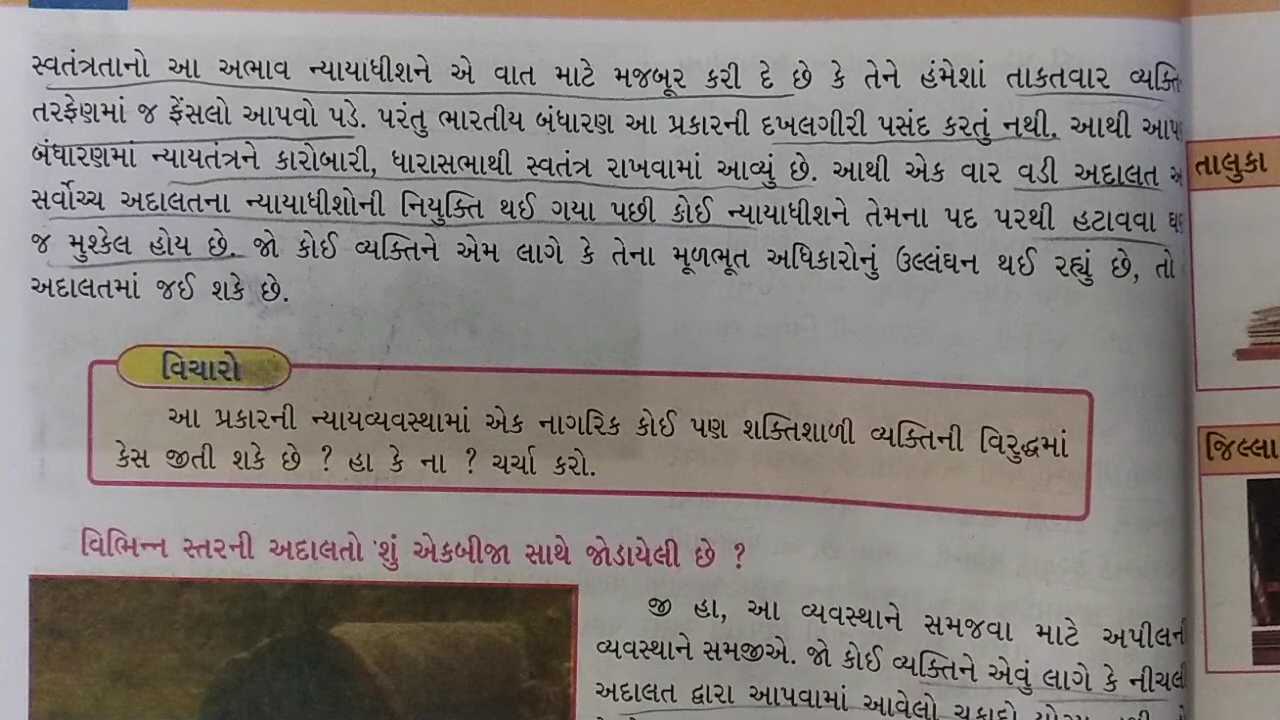 સ્વતંત્રતાનો આ અભાવ ન્યાયાધીશને એ વાત માટે મજબૂર કરી દે છે કે તેને હંમેશાં તાકતવાર વ્યક્તિ
તરફેણમાં જ ફેંસલો આપવો પડે. પરંતુ ભારતીય બંધારણ આ પ્રકારની દખલગીરી પસંદ કરતું નથી. આથી
બંધારણમાં ન્યાયતંત્રને કારોબારી, ધારાસભાથી સ્વતંત્ર રાખવામાં આવ્યું છે. આથી એક વાર વડી અદાલત
સર્વોચ્ચ અદાલતના ન્યાયાધીશોની નિયુક્તિ થઈ ગયા પછી કોઈ ન્યાયાધીશને તેમના પદ પરથી હટાવવા
જ મુશ્કેલ હોય છે. જો કોઈ વ્યક્તિને એમ લાગે કે તેના મૂળભૂત અધિકારોનું ઉલ્લંઘન થઈ રહ્યું છે, તો
અદાલતમાં જઈ શકે છે.
વિચારો
આ પ્રકારની ન્યાયવ્યવસ્થામાં એક નાગરિક કોઈ પણ શક્તિશાળી વ્યક્તિની વિરુદ્ધમાં
કેસ જીતી શકે છે ? હા કે ના ? ચર્ચા કરો.
વિભિન્ન સ્તરની અદાલતો શું એકબીજા સાથે જોડાયેલી છે ?
જી હા, આ વ્યવસ્થાને સમજવા માટે અપીલની
વ્યવસ્થાને સમજીએ. જો કોઈ વ્યક્તિને એવું લાગે કે નીચલી
અદાલત દ્વારા આપવામાં આવેલો ચુકાદો
તાલુકા
જિલ્લા